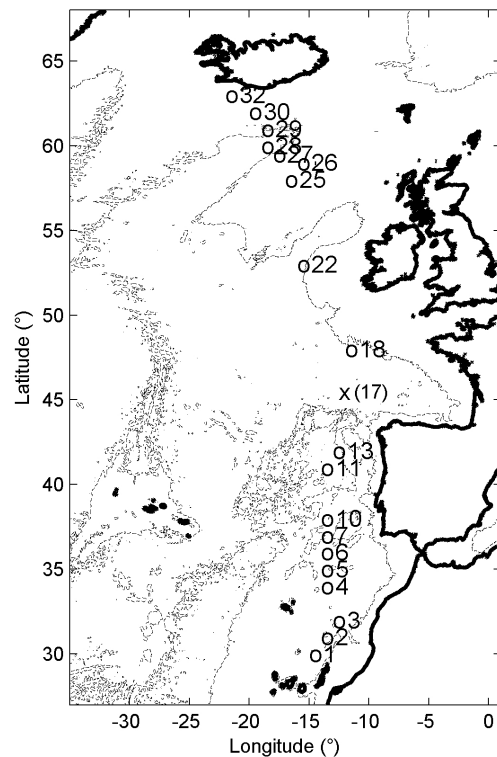 65
60
55
50
45
40
35
30
Latitude (°)
o32
o30
o29
o28
o27
o26
o25
o22
o18
x(17)
o13
o11
o10
o7
o6
o5
o4
o3
o2
o1
-30 -25 -20 -15 -10 -5 0
Longitude (°)